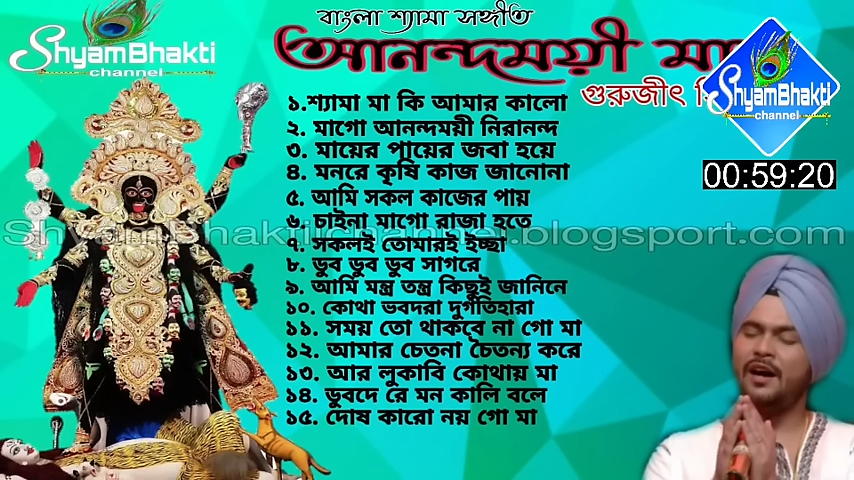 বাংলা শ্যামা সঙ্গীত
ShyamBhakti
channel
আনন্দময়ী
গুরুজীৎ
ShyamBhakti
channel
00:59:20
১.শ্যামা মা কি আমার কালো
২. মাগো আনন্দময়ী নিরানন্দ
৩. মায়ের পায়ের জবা হয়ে
৪. মনরে কৃষি কাজ জানোনা
৫. আমি সকল কাজের পায়
৬. চাইনা মাগো রাজা হতে
ShyamBhaktilchannel.blogsport.com
৭. সকলই তোমারই ইচ্ছা
৮. ডুব ডুব ডুব সাগরে
৯. আমি মন্ত্র তন্ত্র কিছুই জানিনে
১০. কোথা ভবদরা দুর্গতিহারা
১১. সময় তো থাকবে না গো মা
১২. আমার চেতনা চৈতন্য করে
১৩. আর লুকাবি কোথায় মা
১৪. ডুবদে রে মন কালি বলে
১৫. দোষ কারো নয় গো মা